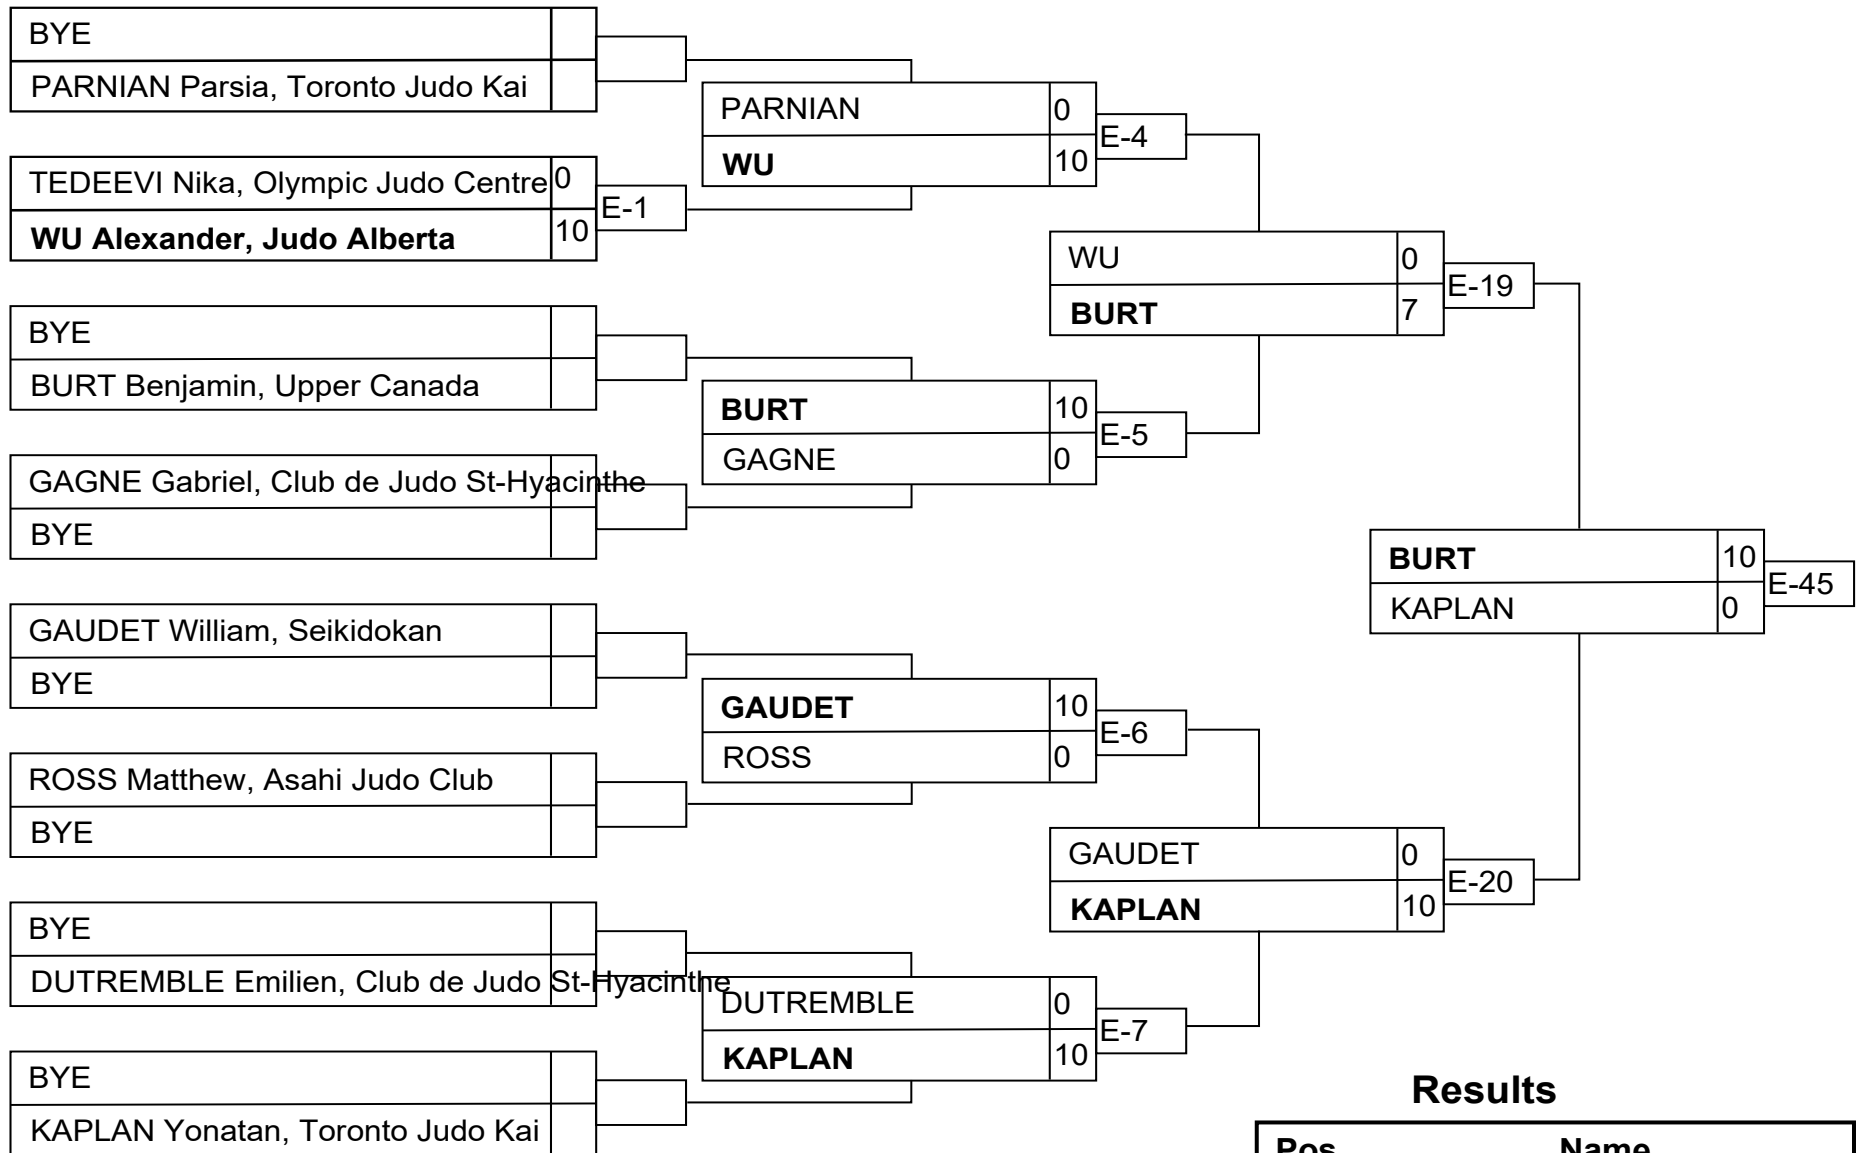 BYE
PARNIAN Parsia, Toronto Judo Kai
TEDEEVI Nika, Olympic Judo Centre 0
E-1
WU Alexander, Judo Alberta 10
BYE
BURT Benjamin, Upper Canada
GAGNE Gabriel, Club de Judo St-Hyacinthe
BYE
GAUDET William, Seikidokan
BYE
ROSS Matthew, Asahi Judo Club
BYE
BYE
DUTREMBLE Emilien, Club de Judo St-Hyacinthe
BYE
KAPLAN Yonatan, Toronto Judo Kai
PARNIAN 0
E-4
WU 10
BURT 10
E-5
GAGNE 0
GAUDET 10
E-6
ROSS 0
DUTREMBLE 0
E-7
KAPLAN 10
WU 0
E-19
BURT 7
GAUDET 0
E-20
KAPLAN 10
BURT 10
E-45
KAPLAN 0
Results
Pos Name